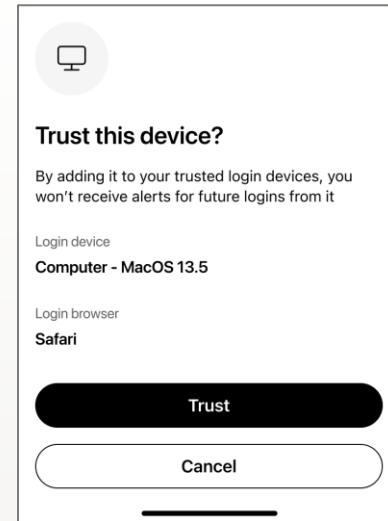 Trust this device?
By adding it to your trusted login devices, you
won't receive alerts for future logins from it
Login device
Computer - MacOS 13.5
Login browser
Safari
Trust
Cancel